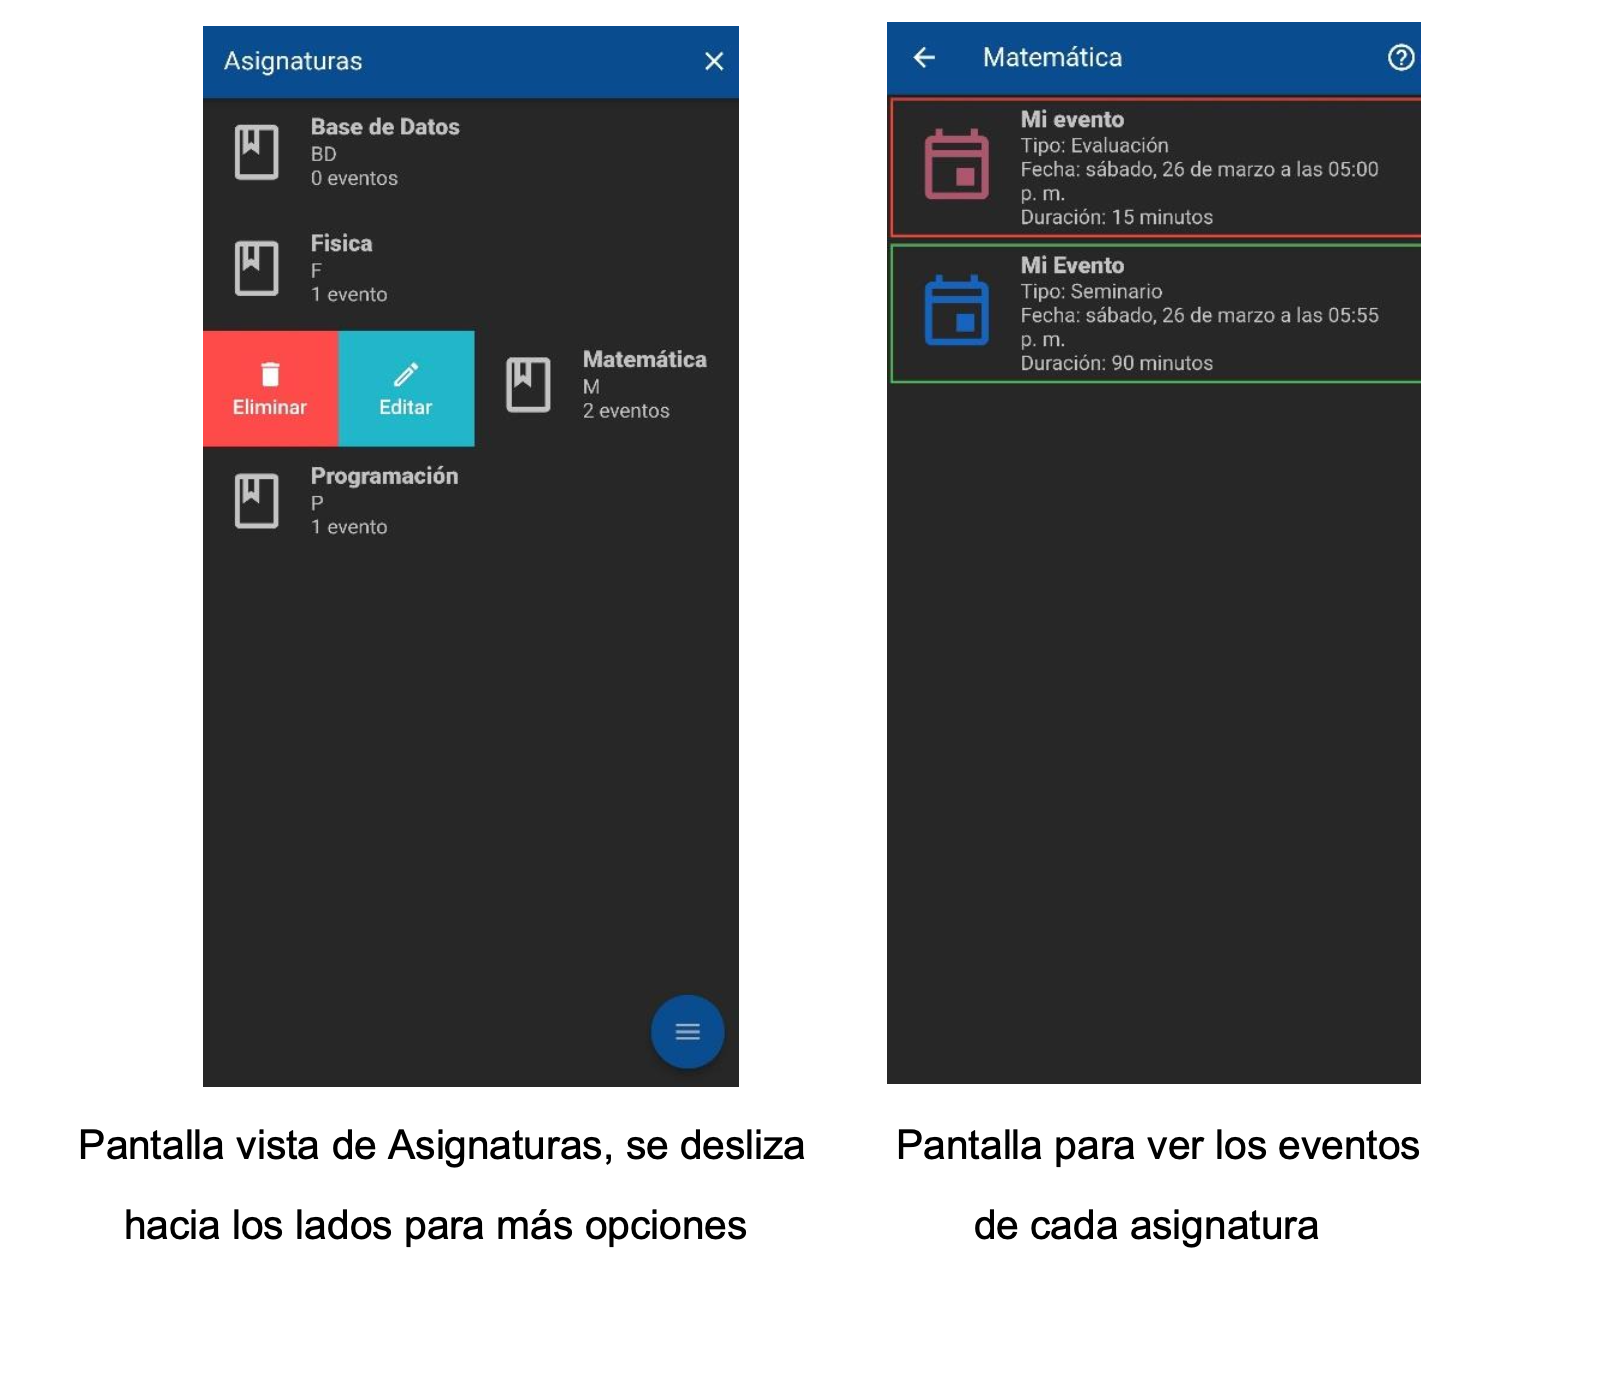 Asignaturas
Base de Datos
BD
0 eventos
Fisica
F
1 evento
Eliminar
Editar
Matemática
M
2 eventos
Programación
P
1 evento
Matemática
Mi evento
Tipo: Evaluación
Fecha: sábado, 26 de marzo a las 05:00
p. m.
Duración: 15 minutos
Mi Evento
Tipo: Seminario
Fecha: sábado, 26 de marzo a las 05:55
p. m.
Duración: 90 minutos
Pantalla vista de Asignaturas, se desliza
hacia los lados para más opciones
Pantalla para ver los eventos
de cada asignatura